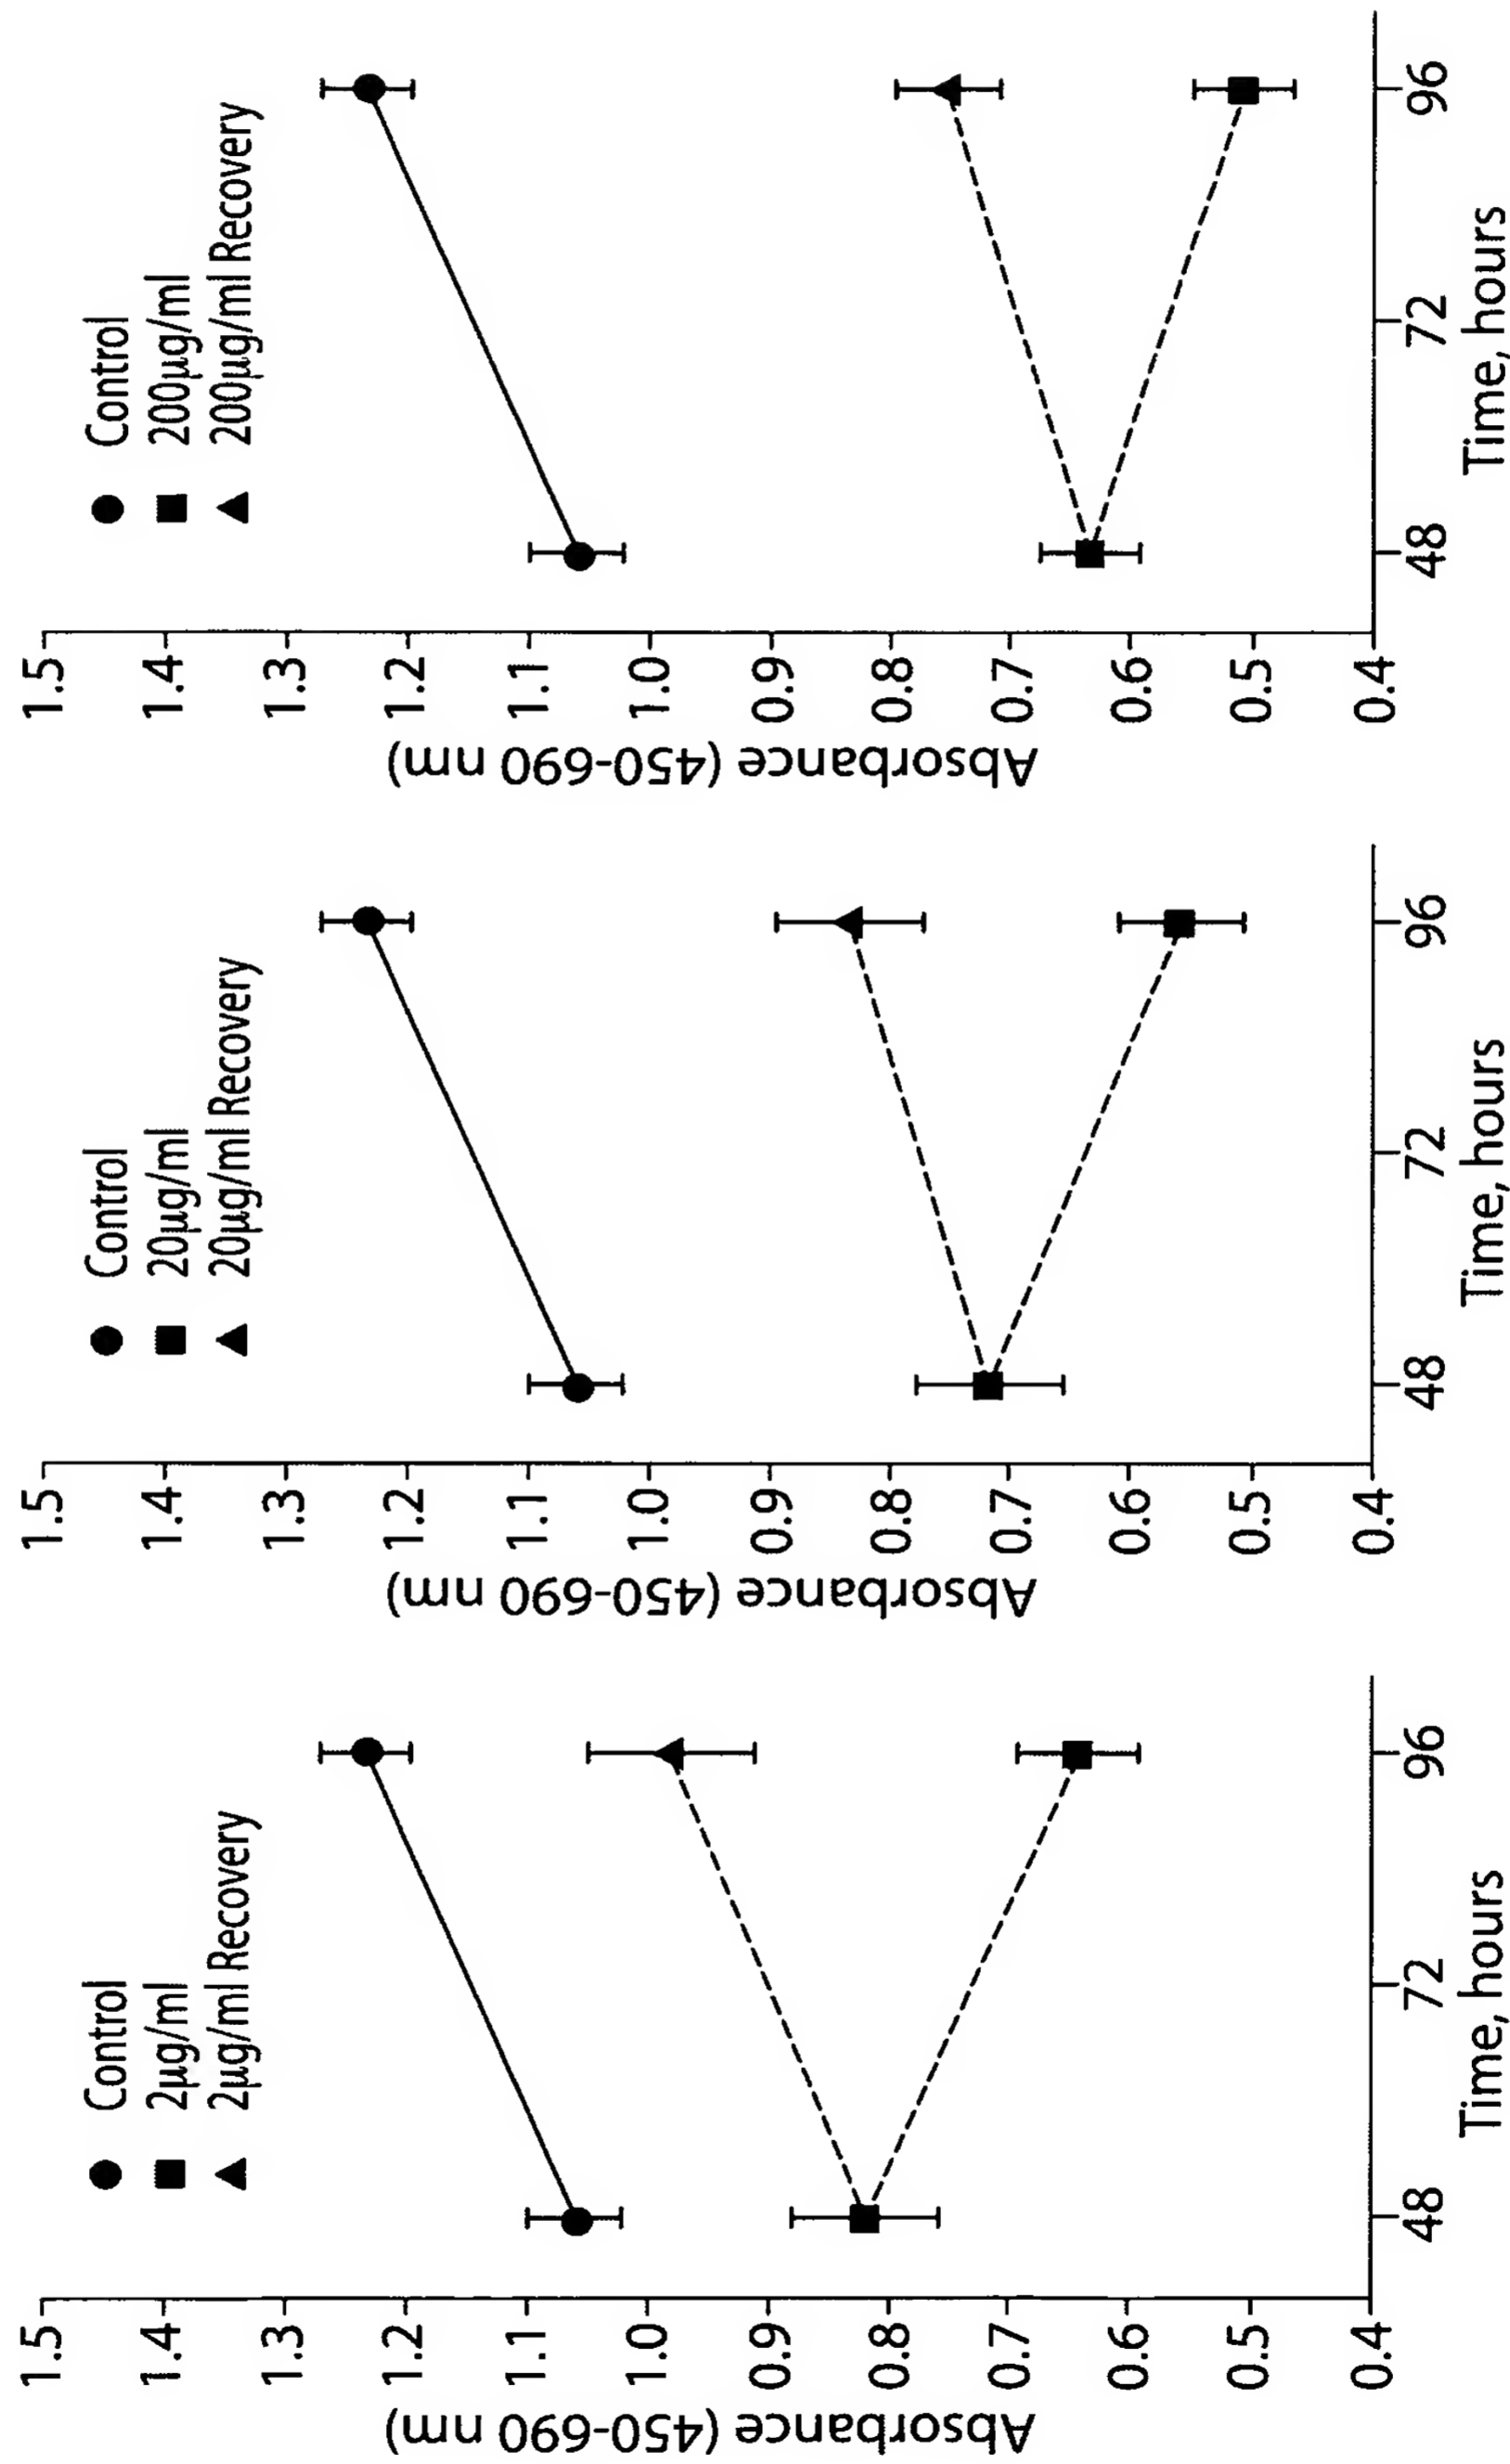 Control
2µg/ml
2µg/ml Recovery
1.5
1.4
1.3
1.2
1.1
1.0
0.9
0.8
0.7
0.6
0.5
0.4
Absorbance (450-690 nm)
48 72 96
Time, hours
Control
20µg/ml
20µg/ml Recovery
1.5
1.4
1.3
1.2
1.1
1.0
0.9
0.8
0.7
0.6
0.5
0.4
Absorbance (450-690 nm)
48 72 96
Time, hours
Control
200µg/ml
200µg/ml Recovery
1.5
1.4
1.3
1.2
1.1
1.0
0.9
0.8
0.7
0.6
0.5
0.4
Absorbance (450-690 nm)
48 72 96
Time, hours